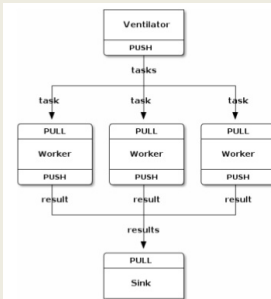 Ventilator
PUSH
tasks
task task task
PULL PULL PULL
Worker Worker Worker
PUSH PUSH PUSH
result result result
results
PULL
Sink